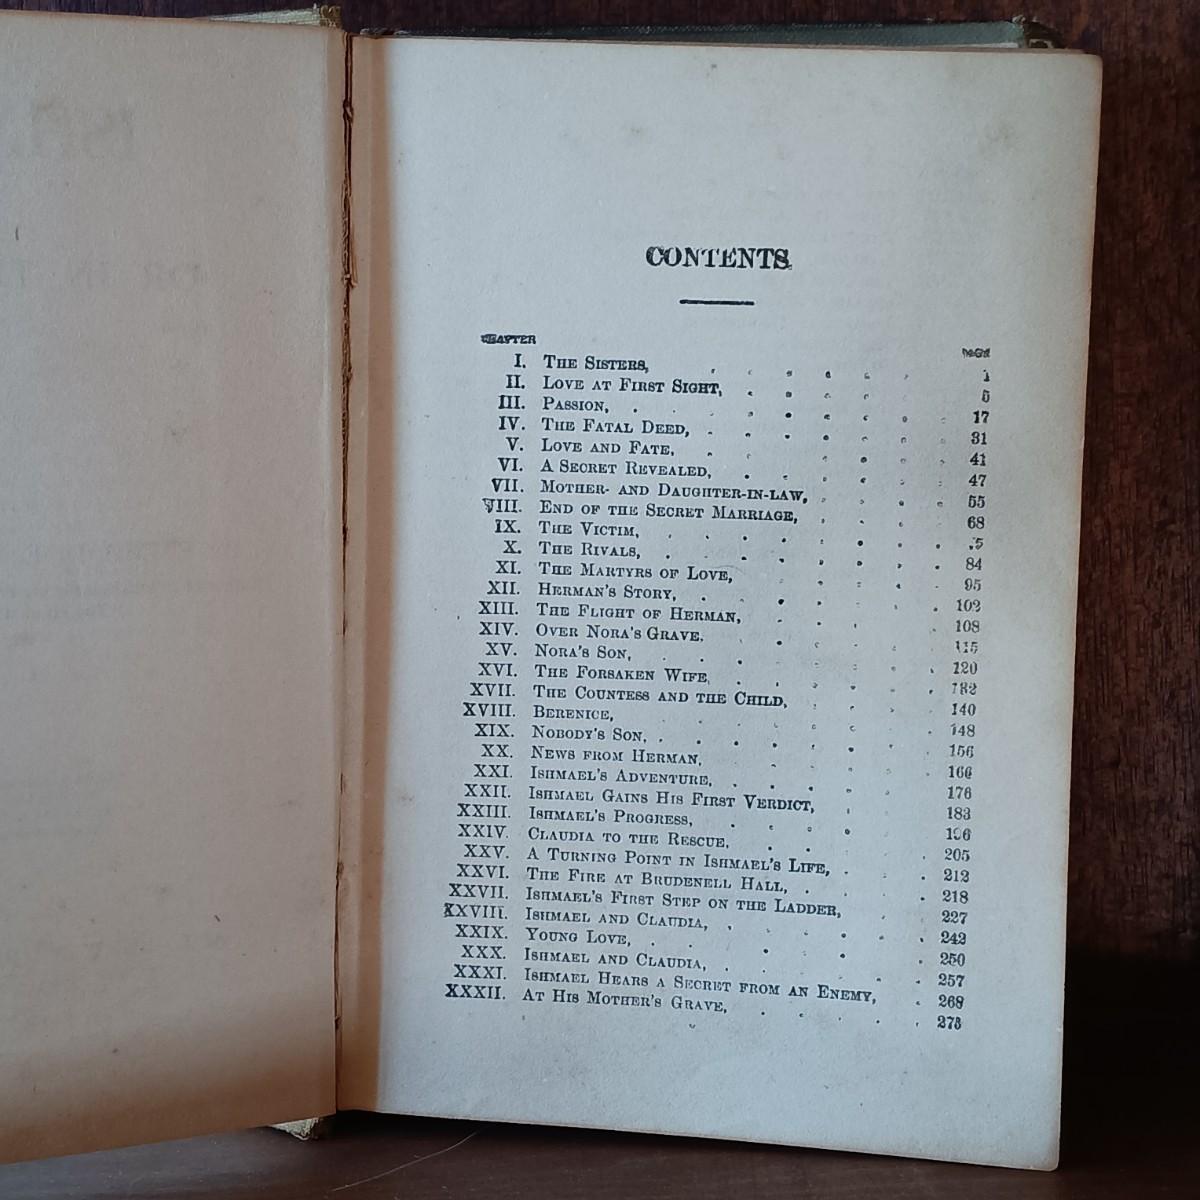 CONTENTS
CHAPTER PAGE
I. THE SISTERS, 1
II. LOVE AT FIRST SIGHT, 5
III. PASSION, 17
IV. THE FATAL DEED, 31
V. LOVE AND FATE, 41
VI. A SECRET REVEALED, 47
VII. MOTHER- AND DAUGHTER-IN-LAW, 55
VIII. END OF THE SECRET MARRIAGE, 68
IX. THE VICTIM, 5
X. THE RIVALS, 84
XI. THE MARTYRS OF LOVE, 95
XII. HERMAN'S STORY, 102
XIII. THE FLIGHT OF HERMAN, 108
XIV. OVER NORA'S GRAVE, 115
XV. NORA'S SON, 120
XVI. THE FORSAKEN WIFE, 132
XVII. THE COUNTESS AND THE CHILD, 140
XVIII. BERENICE, 148
XIX. NOBODY'S SON, 156
XX. NEWS FROM HERMAN, 166
XXI. ISHMAEL'S ADVENTURE, 176
XXII. ISHMAEL GAINS HIS FIRST VERDICT, 183
XXIII. ISHMAEL'S PROGRESS,
XXIV. CLAUDIA TO THE RESCUE, 205
XXV. A TURNING POINT IN ISHMAEL'S LIFE, 212
XXVI. THE FIRE AT BRUDENELL HALL, 218
XXVII. ISHMAEL'S FIRST STEP ON THE LADDER, 227
XXVIII. ISHMAEL AND CLAUDIA, 242
XXIX. YOUNG LOVE, 250
XXX. ISHMAEL AND CLAUDIA, 257
XXXI. ISHMAEL HEARS A SECRET FROM AN ENEMY, 268
XXXII. AT HIS MOTHER'S GRAVE, 275